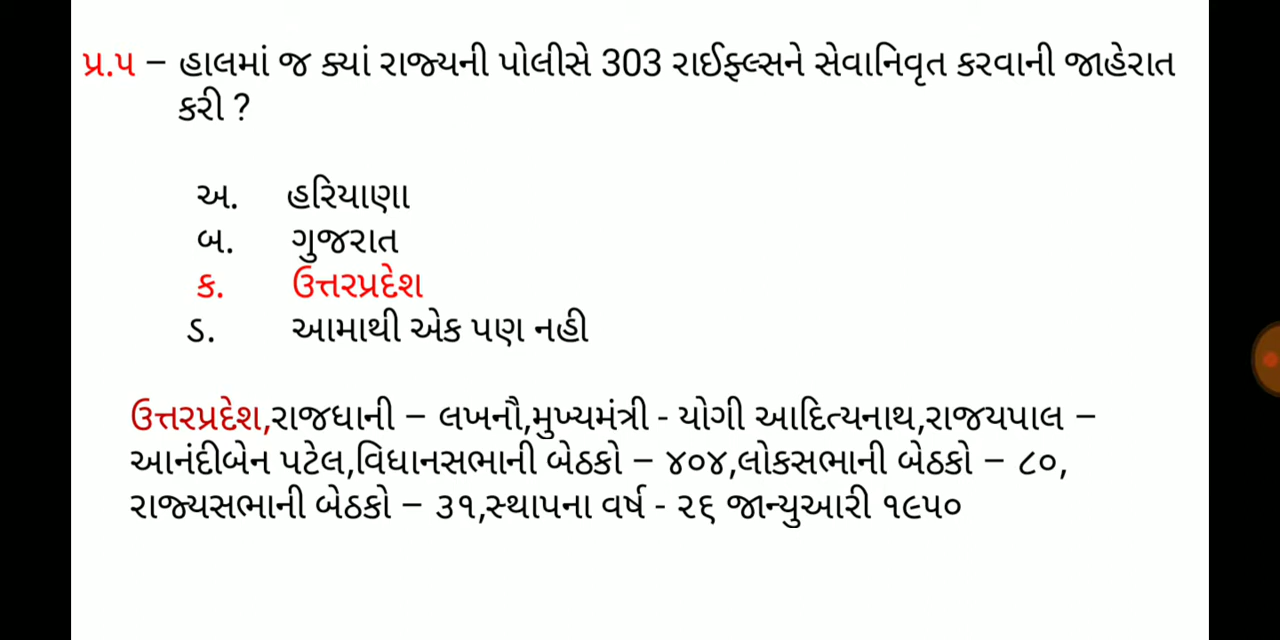 પ્ર.૫ – હાલમાં જ ક્યાં રાજ્યની પોલીસે 303 રાઈફ્લ્સને સેવાનિવૃત કરવાની જાહેરાત
કરી ?
અ. હરિયાણા
બ. ગુજરાત
ક. ઉત્તરપ્રદેશ
ડ. આમાથી એક પણ નહી
ઉત્તરપ્રદેશ,રાજધાની – લખનૌ,મુખ્યમંત્રી - યોગી આદિત્યનાથ,રાજયપાલ –
આનંદીબેન પટેલ,વિધાનસભાની બેઠકો – ૪૦૪,લોકસભાની બેઠકો – ૮૦,
રાજ્યસભાની બેઠકો – ૩૧,સ્થાપના વર્ષ - ૨૬ જાન્યુઆરી ૧૯૫૦